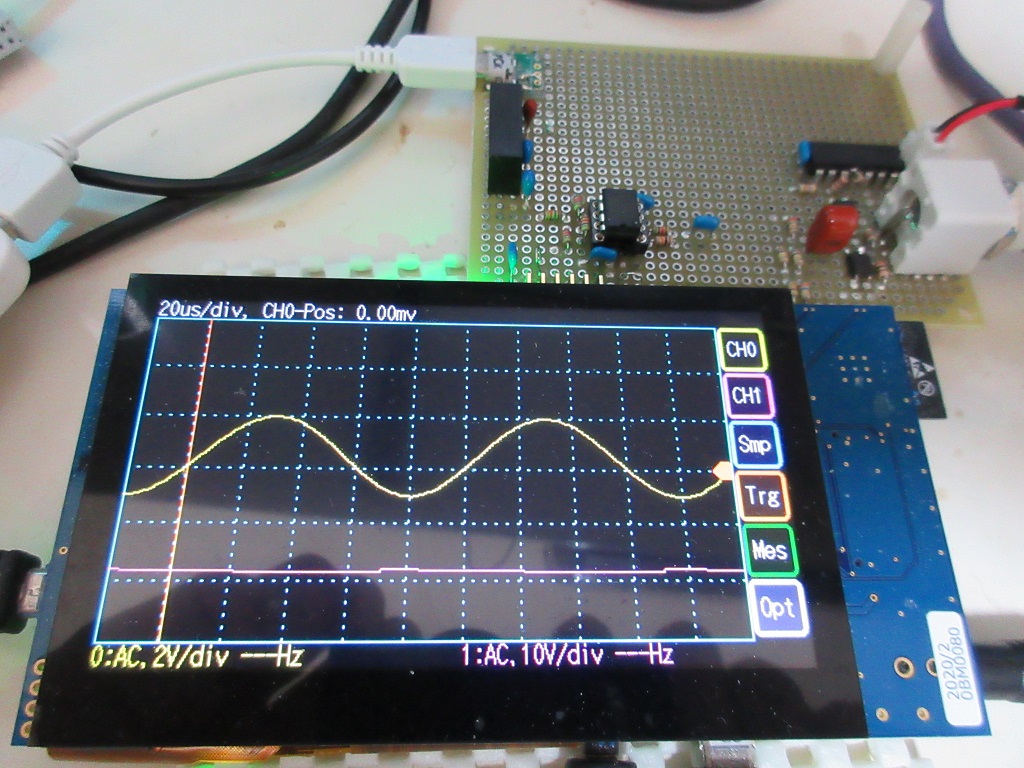 20us/div, CH0-Pos: 0.00mv
CH0
CH1
Smp
Trg
Mes
Opt
0:AC, 2V/div ---Hz
1:AC, 10V/div ---Hz
2020/2
0BM00080